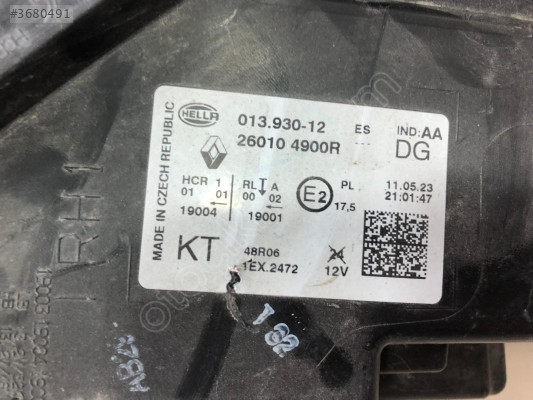 #3680491
HELLA
013.930-12 ES IND:AA
26010 4900R DG
MADE IN CZECH REPUBLIC
HCR 1 RL A E2 PL 11.05.23
01 01 00 02 17,5 21:01:47
19004 19001
KT 48R06 24
1EX.2472 12V
RH1